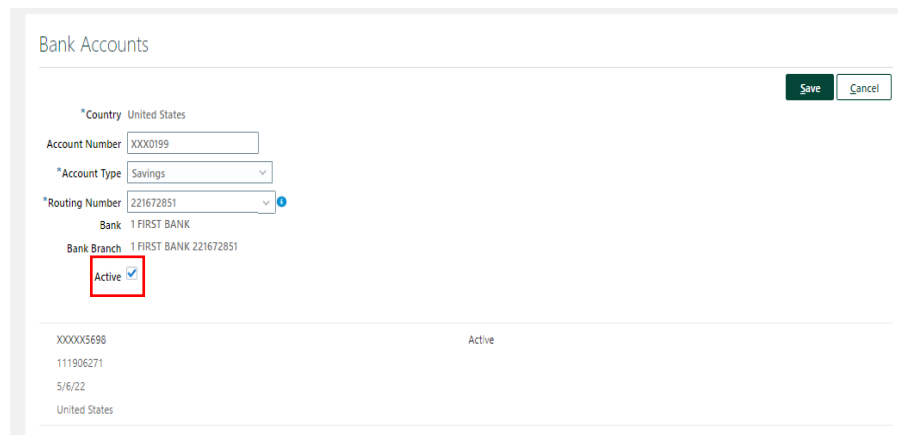 Bank Accounts
Save Cancel
*Country United States
Account Number XXX0199
*Account Type Savings
*Routing Number 221672851
Bank 1 FIRST BANK
Bank Branch 1 FIRST BANK 221672851
Active
XXXXX5698 Active
111906271
5/6/22
United States